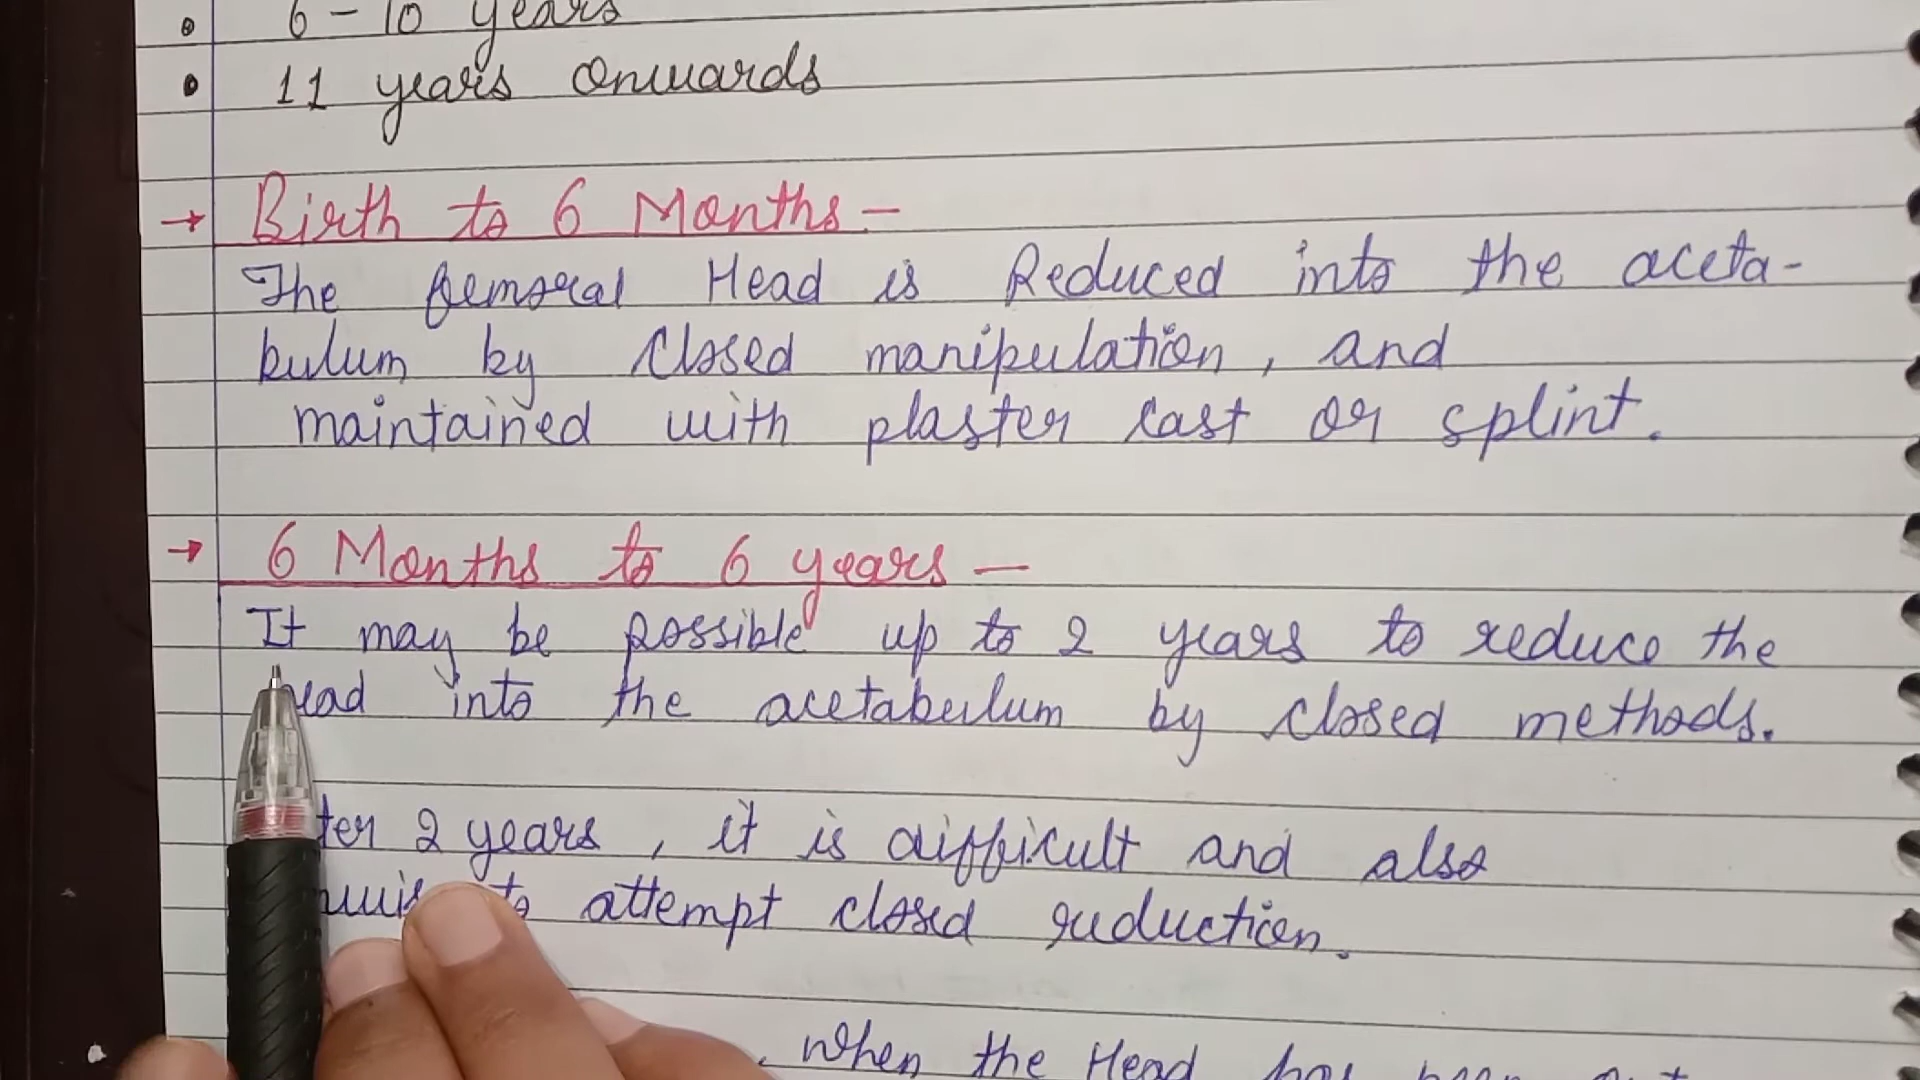 • 6 - 10 years
• 11 years onwards
→ Birth to 6 Months -
The femoral Head is Reduced into the aceta-
bulum by Closed manipulation, and
maintained with plaster cast or splint.
→ 6 Months to 6 years -
It may be possible up to 2 years to reduce the
head into the acetabulum by closed methods.
2 years, it is difficult and also
to attempt closed reduction.
. When the Head has been